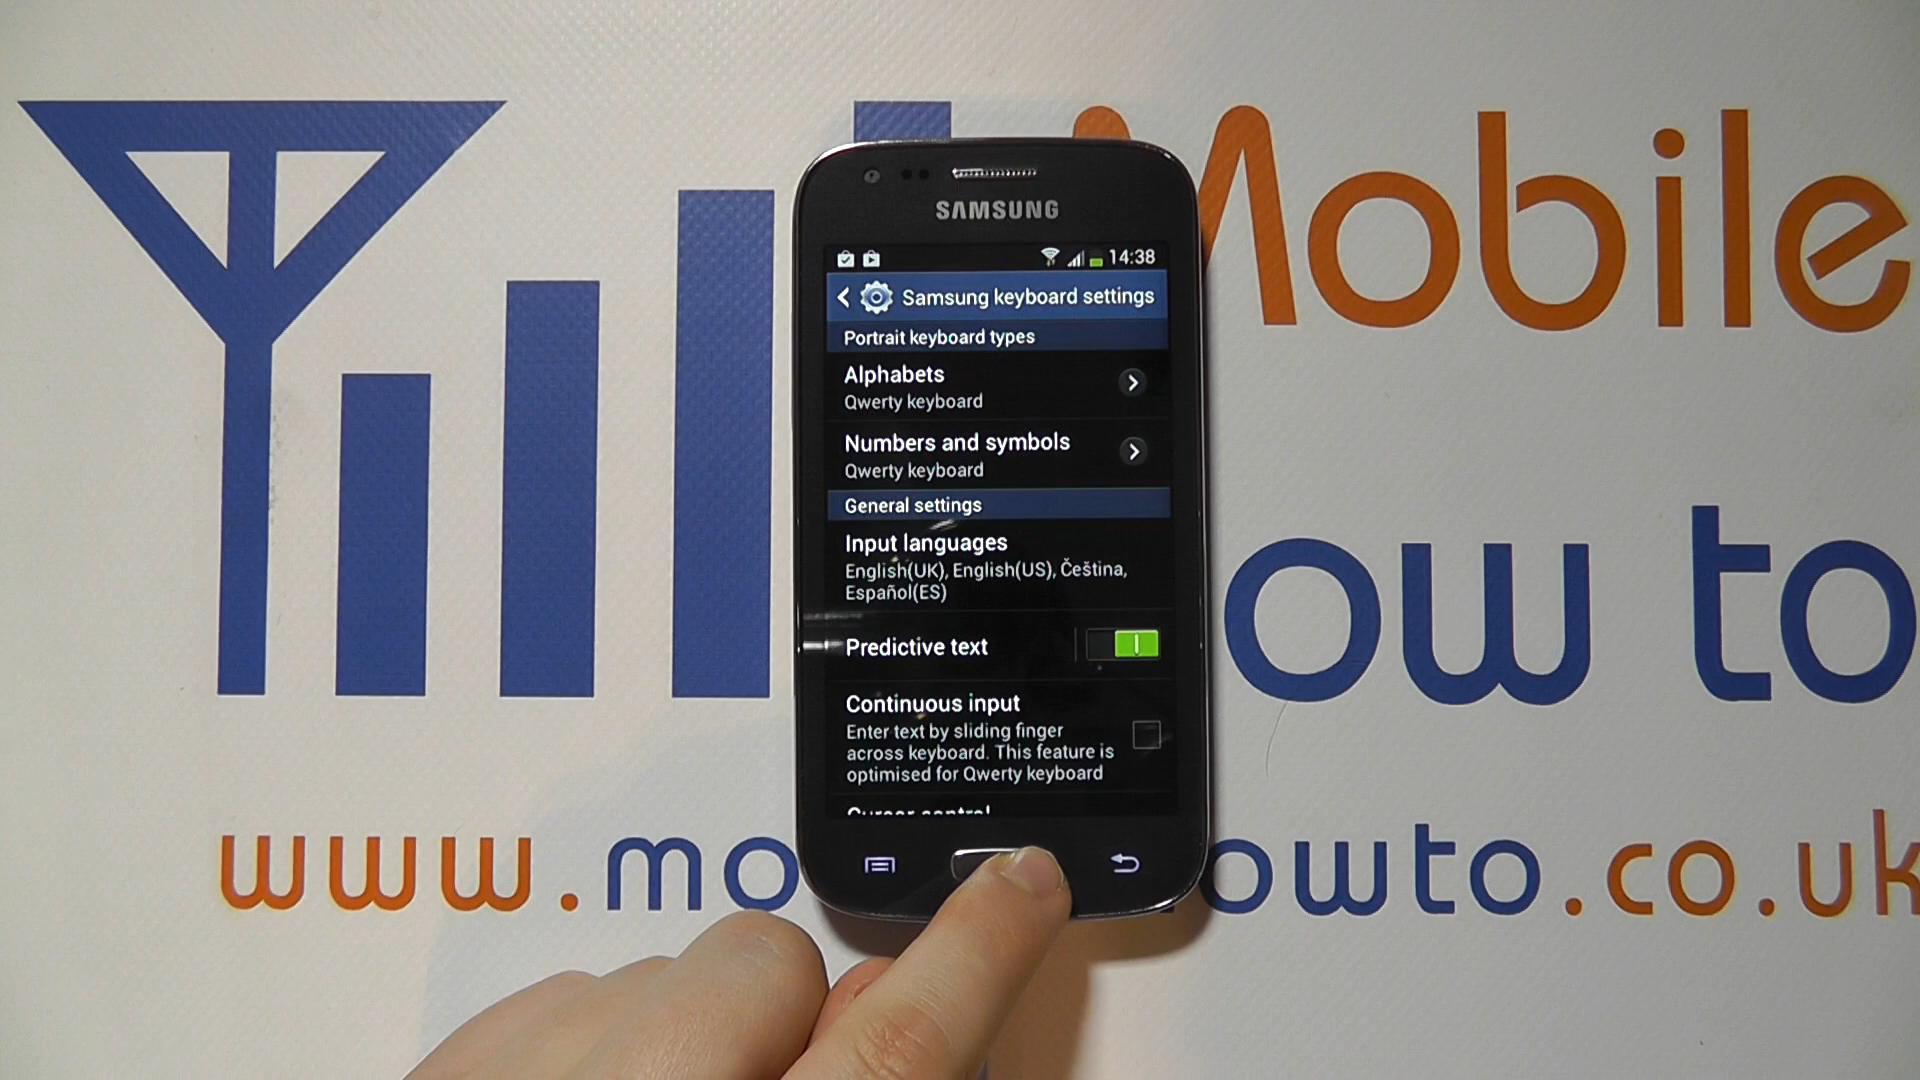 Mobile
SAMSUNG
14:38
Samsung keyboard settings
Portrait keyboard types
Alphabets
Qwerty keyboard
Numbers and symbols
Qwerty keyboard
General settings
Input languages
English(UK), English(US), Čeština,
Español(ES)
Predictive text
Continuous input
Enter text by sliding finger
across keyboard. This feature is
optimised for Qwerty keyboard
Cursor control
ow to
www.mo owto.co.uk